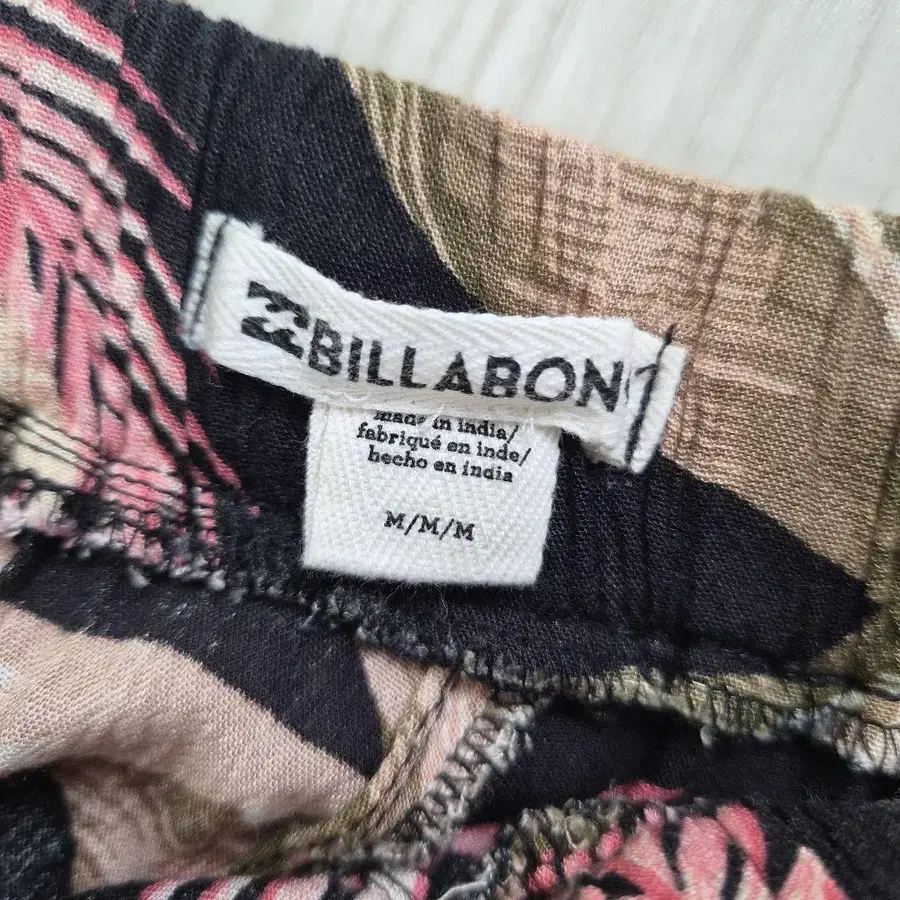 BILLABONG
made in india/
fabriqué en inde/
hecho en india
M/M/M